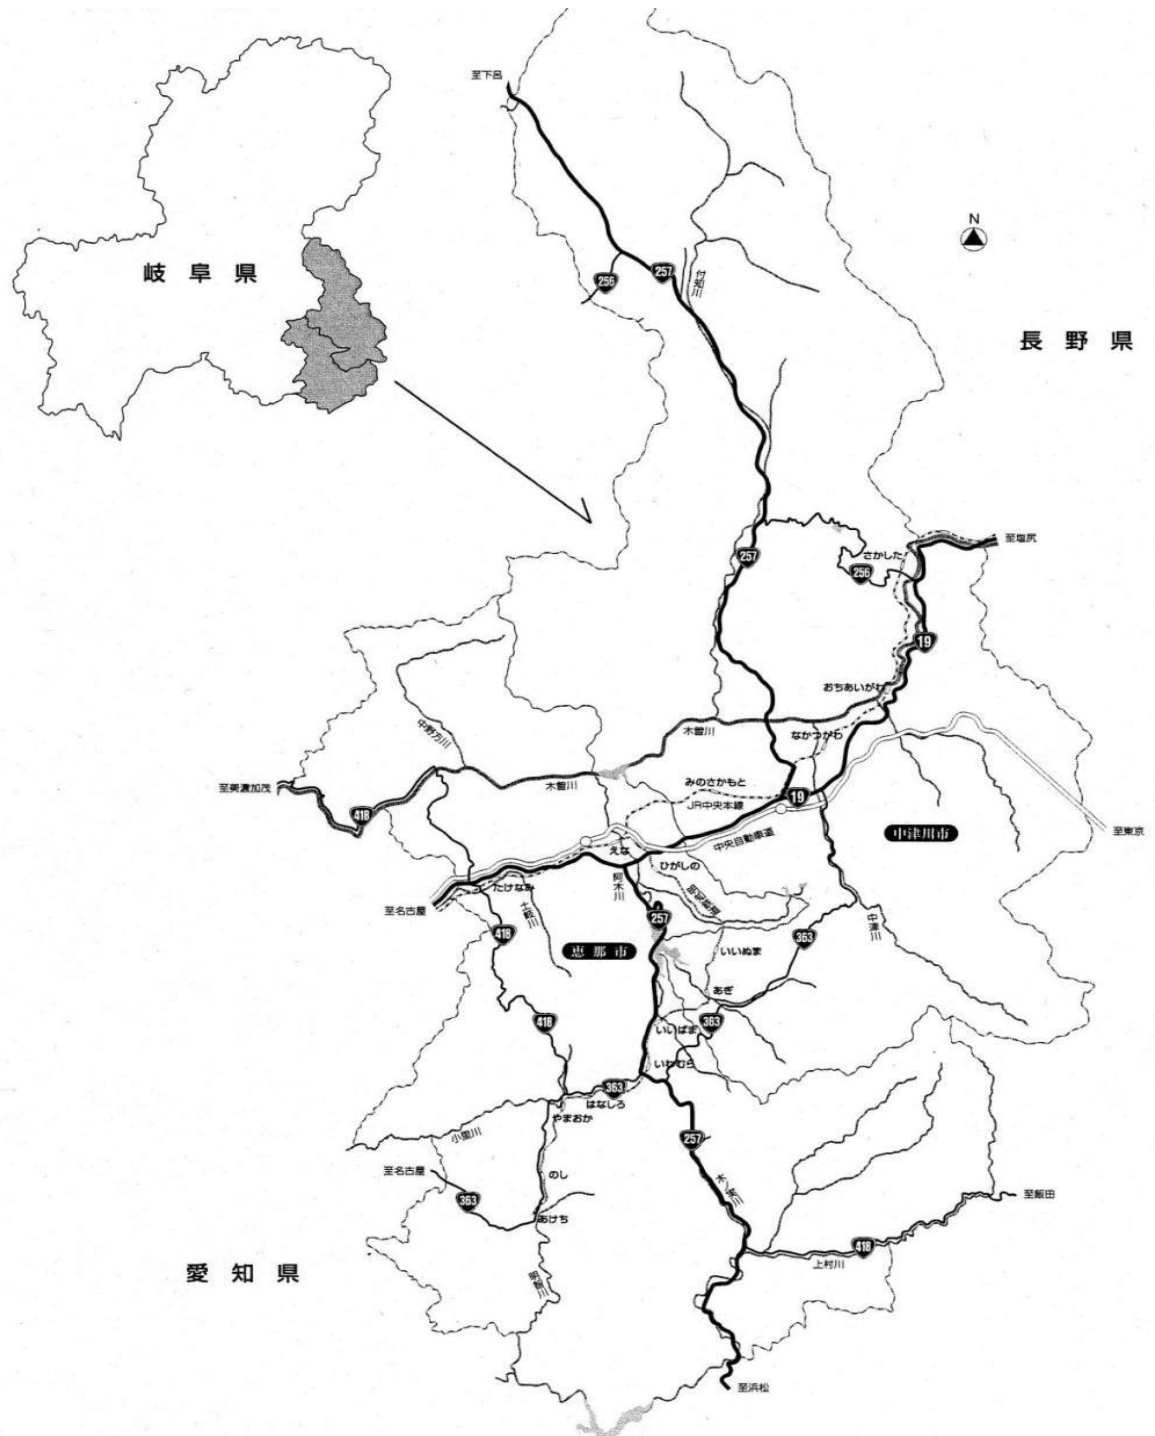 至下呂
N
岐阜県
256
257
付知川
長野県
至塩尻
さかした
257
256
19
おちあいがわ
中野方川
木曽川
なかつがわ
至美濃加茂
木曽川
みのさかもと
19
JR中央本線
418
中央自動車道
中津川市
至東京
えな
ひがしの
阿木川
たけなみ
至名古屋
257
中津川
418
恵那市
363
いいぬま
あぎ
418
363
いいばま
いわむら
363
はなしろ
やまおか
小里川
257
至名古屋
のし
363
至飯田
あけち
418
上村川
愛知県
明智川
至浜松